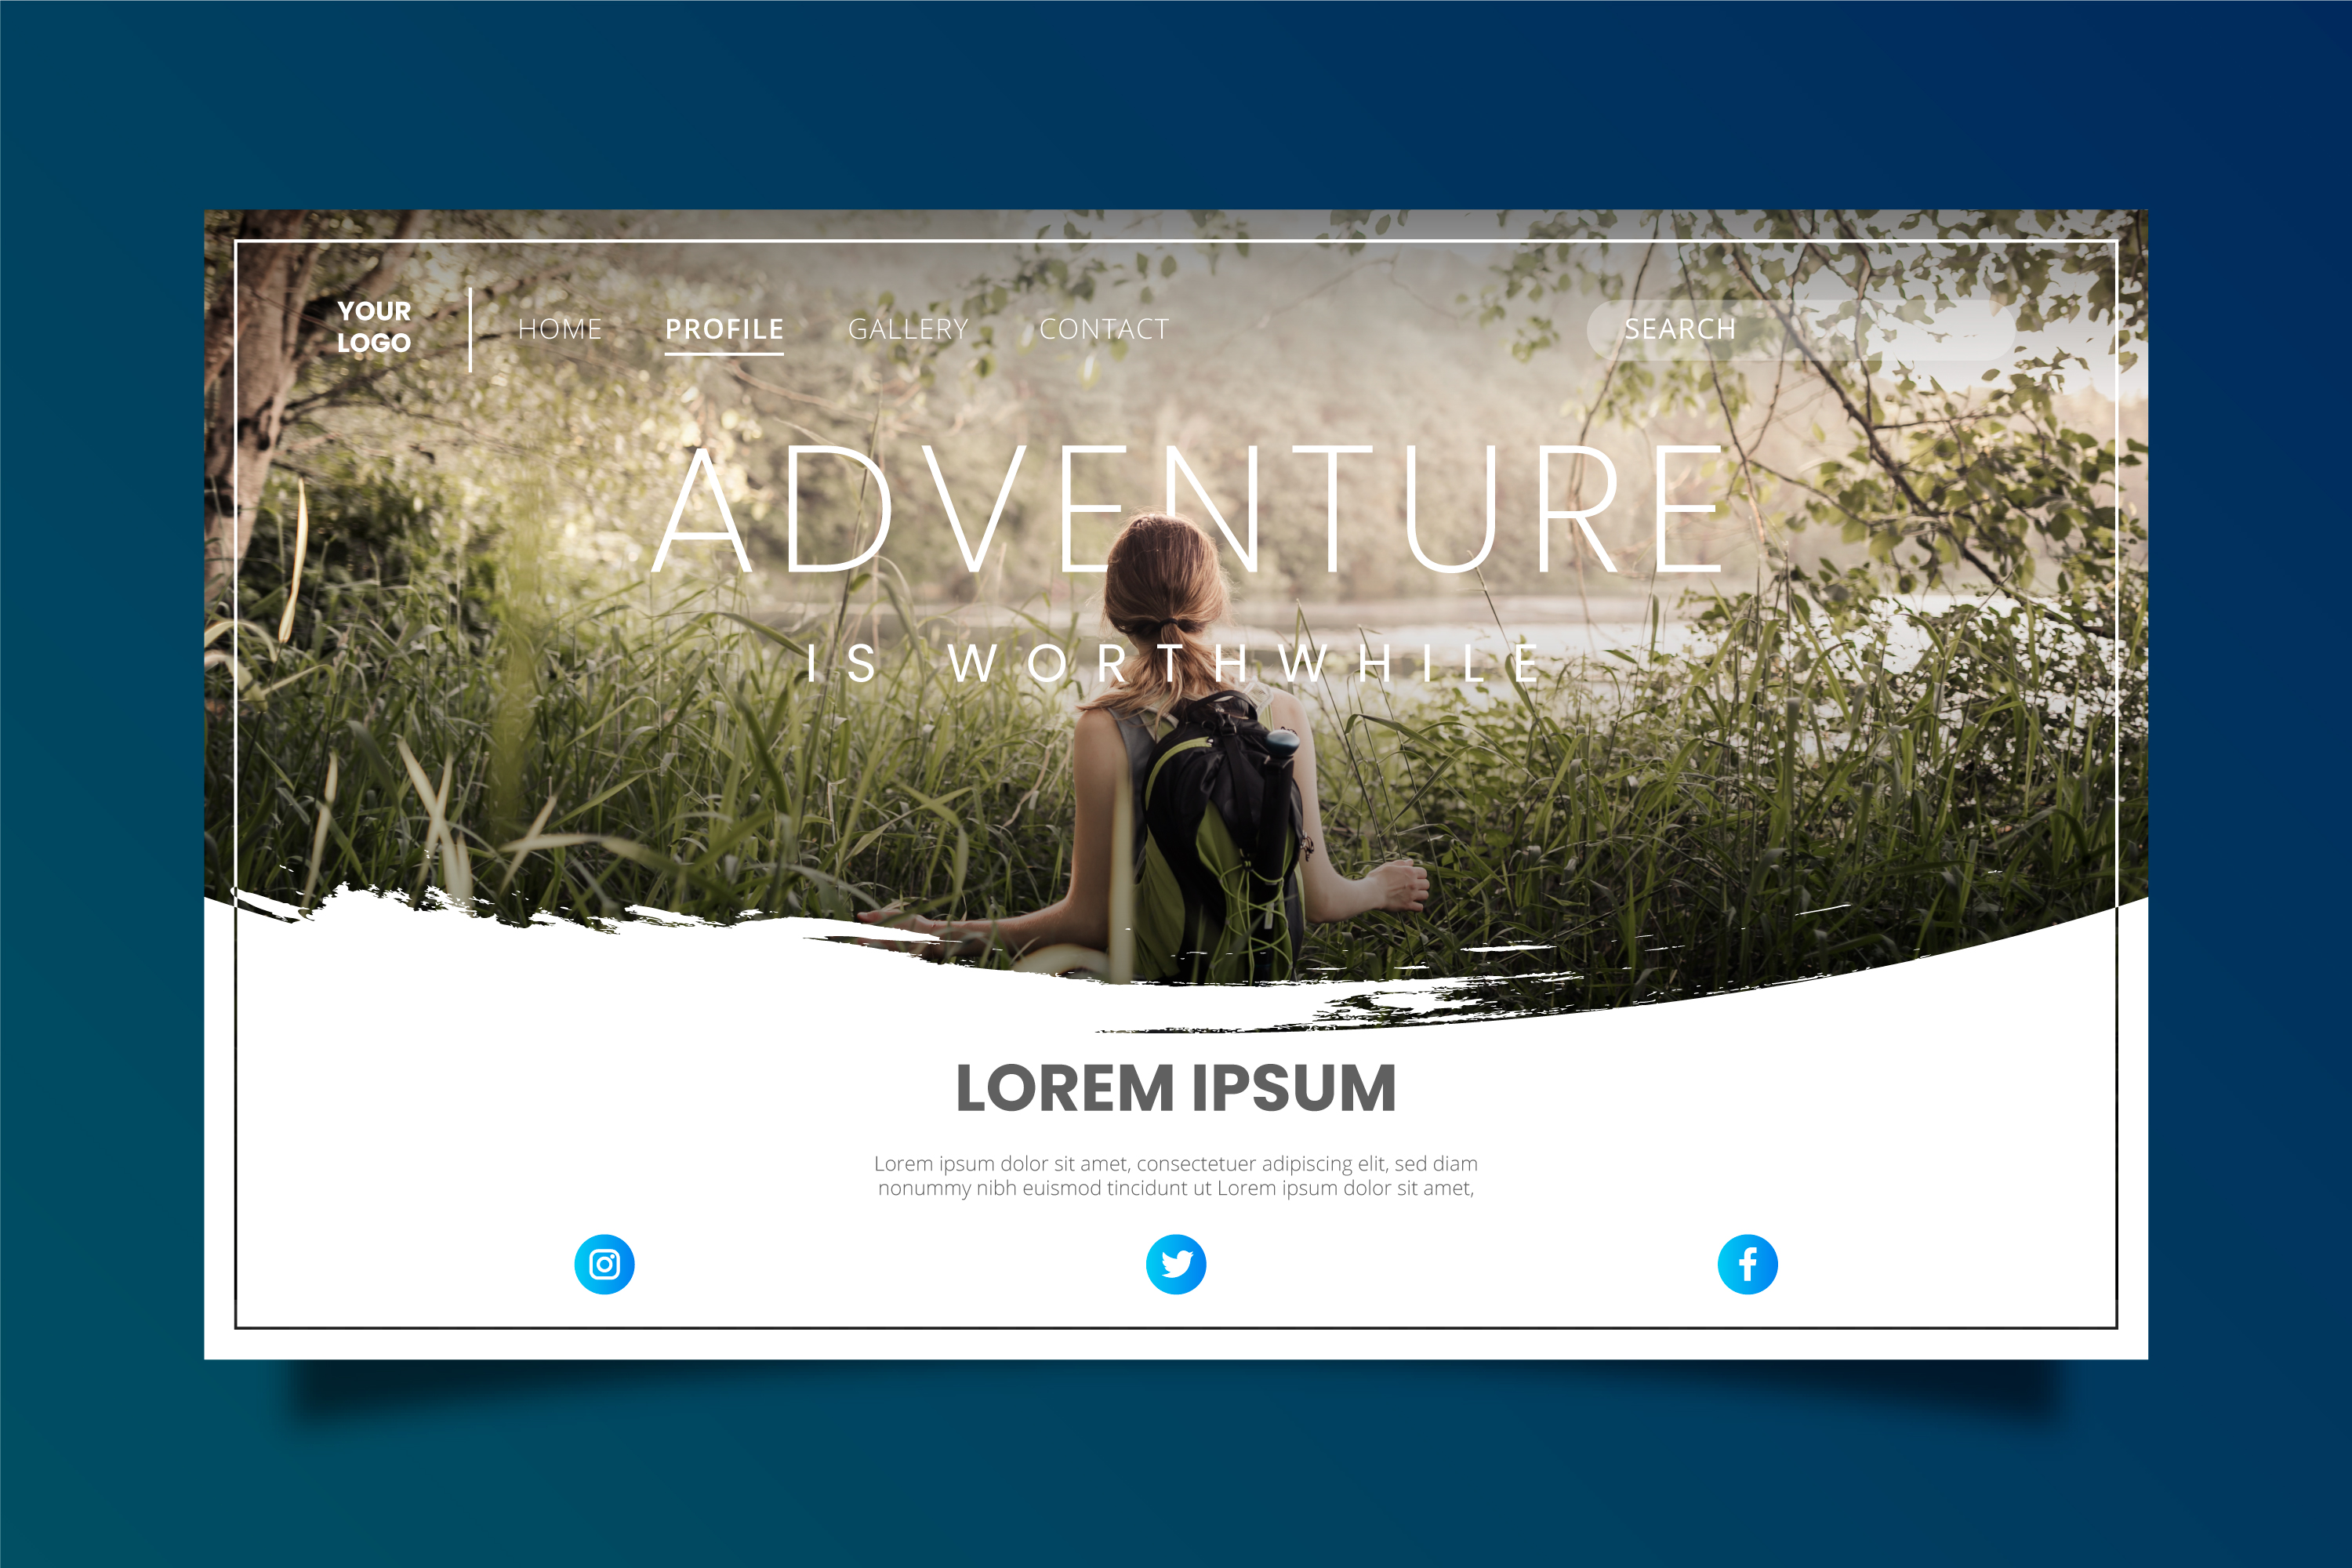 YOUR
LOGO
HOME PROFILE GALLERY CONTACT SEARCH
ADVENTURE
IS WORTHWHILE
LOREM IPSUM
Lorem ipsum dolor sit amet, consectetuer adipiscing elit, sed diam
nonummy nibh euismod tincidunt ut Lorem ipsum dolor sit amet,